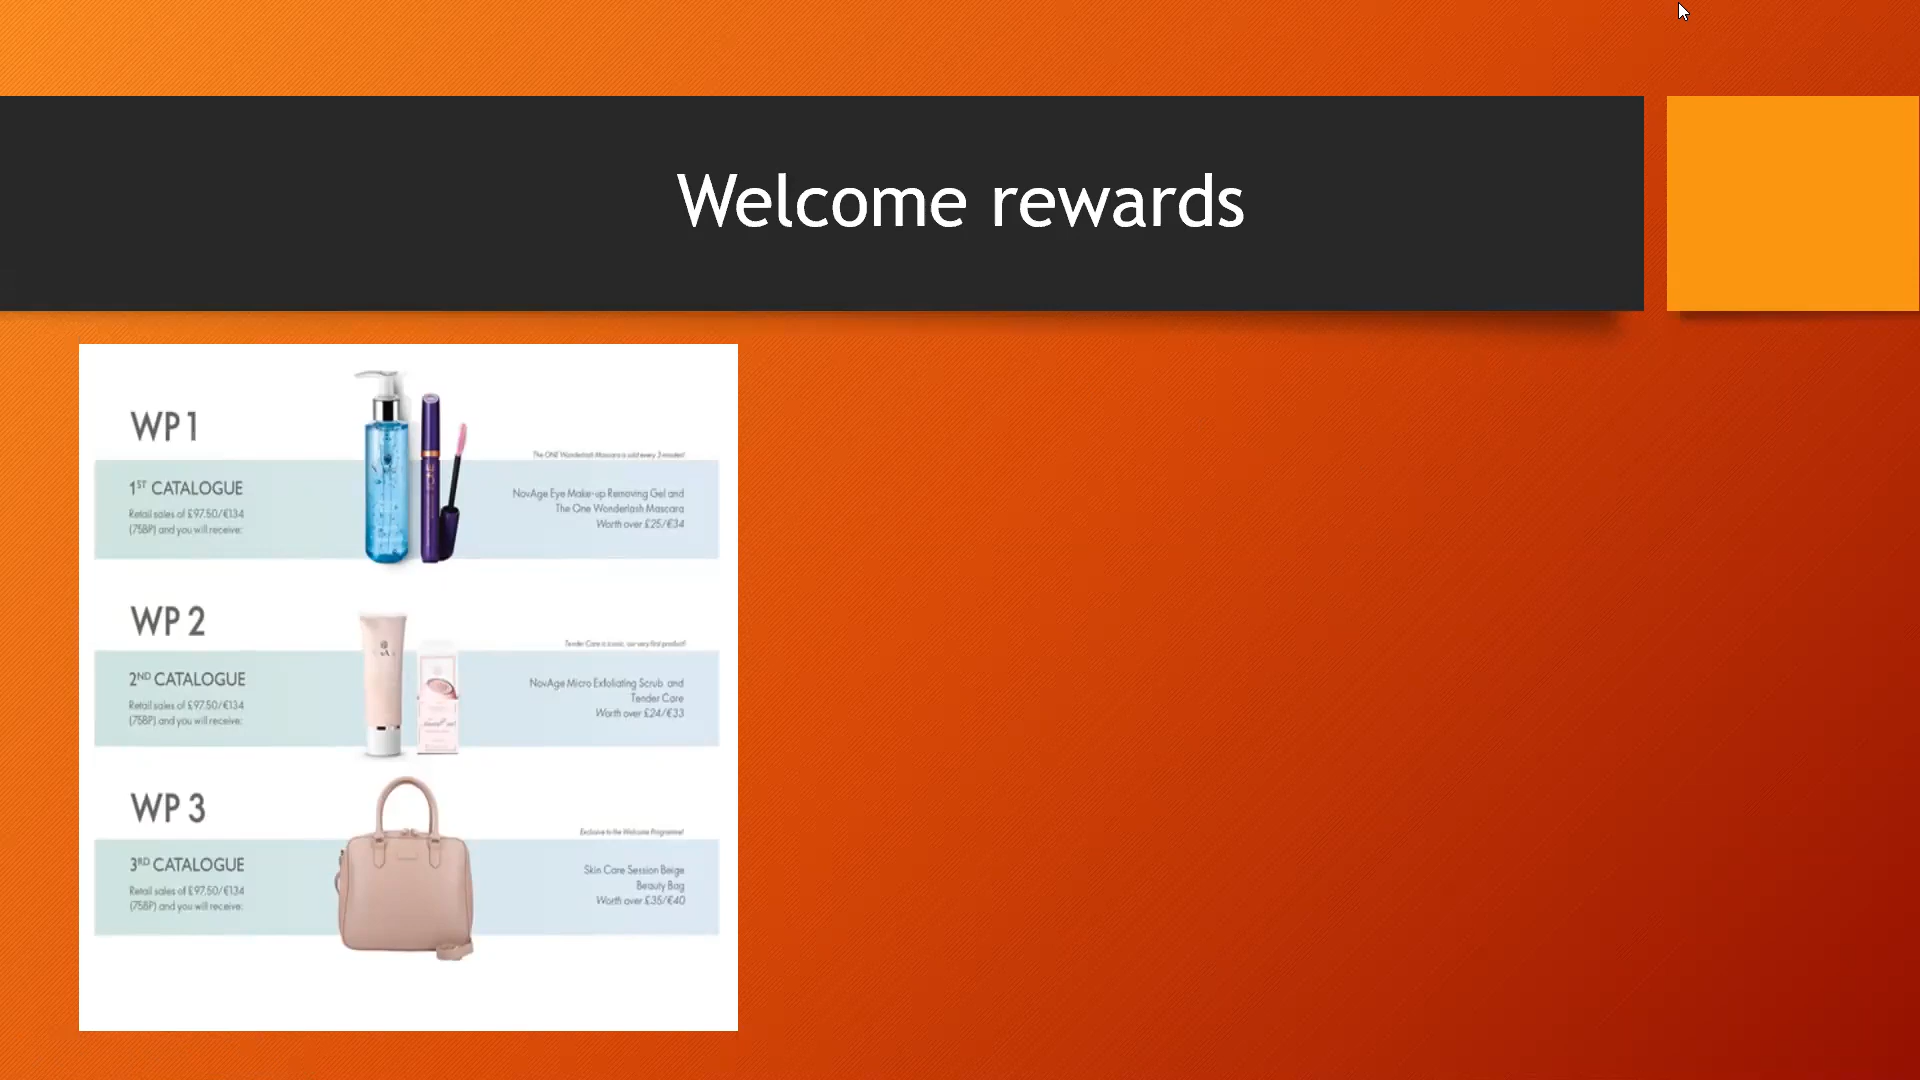 Welcome rewards
WP 1
The ONE Wonderlash Mascara is sold every 3 minutes!
1ST CATALOGUE
Retail sales of £97.50/€134
(75BP) and you will receive:
NovAge Eye Make-up Removing Gel and
The One Wonderlash Mascara
Worth over £25/€34
WP 2
Tender Care is iconic, our very first product!
2ND CATALOGUE
Retail sales of £97.50/€134
(75BP) and you will receive:
NovAge Micro Exfoliating Scrub and
Tender Care
Worth over £24/€33
WP 3
Exclusive to the Welcome Programme!
3RD CATALOGUE
Retail sales of £97.50/€134
(75BP) and you will receive:
Skin Care Session Beige
Beauty Bag
Worth over £35/€40